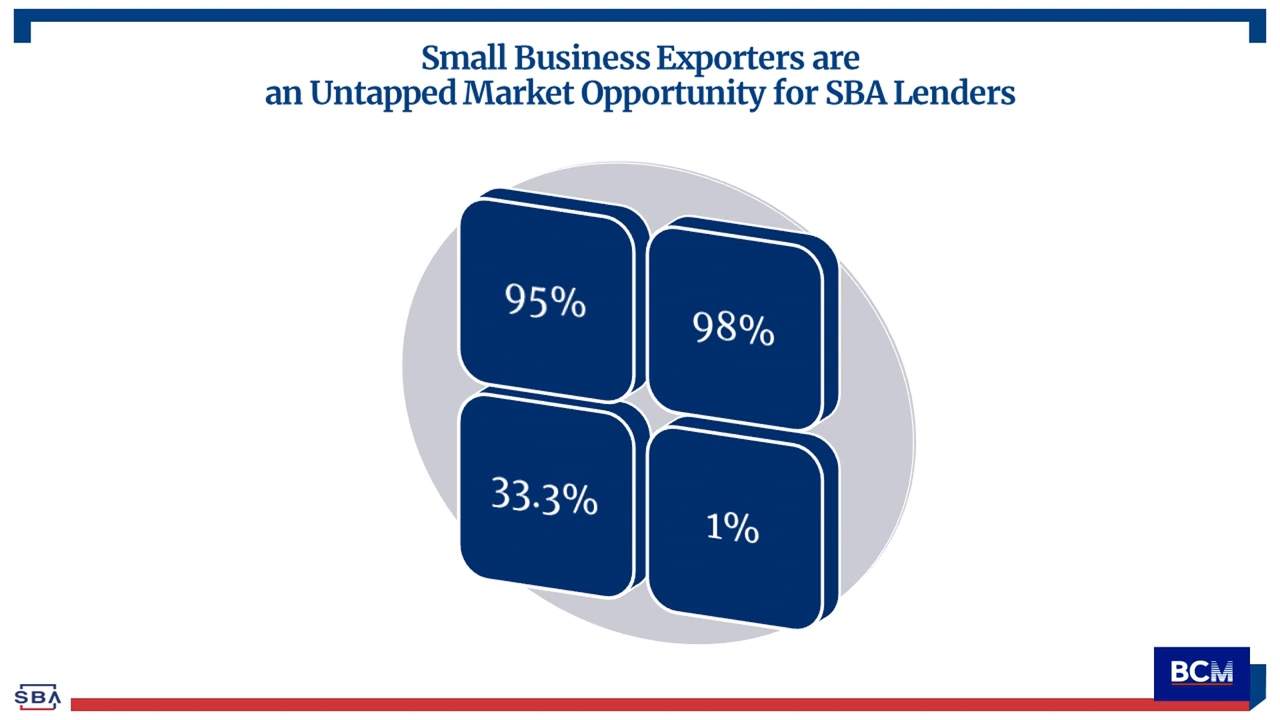 Small Business Exporters are
an Untapped Market Opportunity for SBA Lenders
95%
98%
33.3%
1%
SBA
BCM